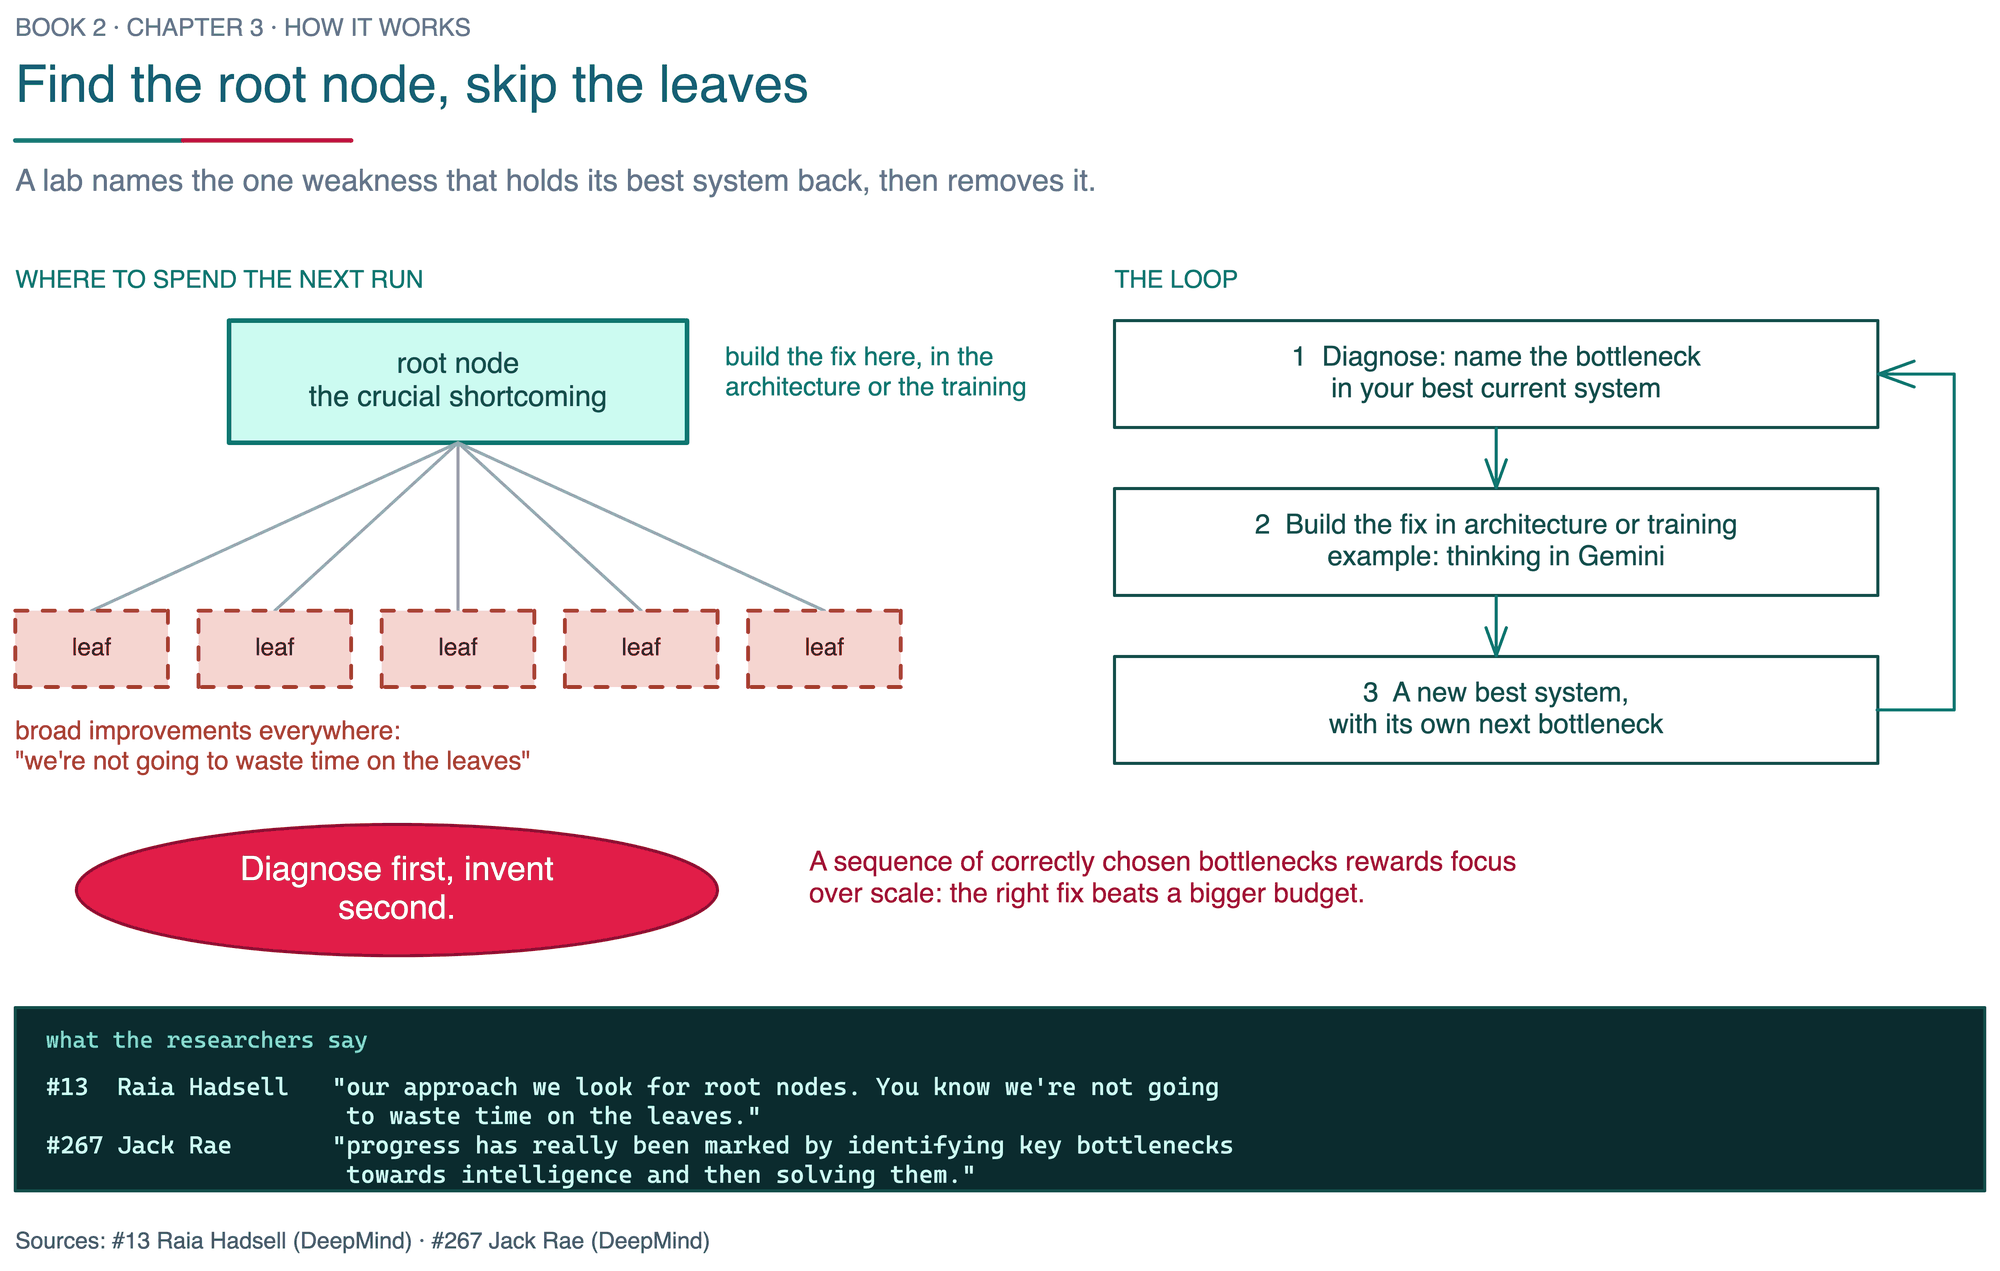 BOOK 2 · CHAPTER 3 · HOW IT WORKS
Find the root node, skip the leaves
A lab names the one weakness that holds its best system back, then removes it.
WHERE TO SPEND THE NEXT RUN
root node
the crucial shortcoming
build the fix here, in the
architecture or the training
leaf
leaf
leaf
leaf
leaf
broad improvements everywhere:
"we're not going to waste time on the leaves"
THE LOOP
1 Diagnose: name the bottleneck
in your best current system
2 Build the fix in architecture or training
example: thinking in Gemini
3 A new best system,
with its own next bottleneck
Diagnose first, invent
second.
A sequence of correctly chosen bottlenecks rewards focus
over scale: the right fix beats a bigger budget.
what the researchers say
#13 Raia Hadsell "our approach we look for root nodes. You know we're not going
to waste time on the leaves."
#267 Jack Rae "progress has really been marked by identifying key bottlenecks
towards intelligence and then solving them."
Sources: #13 Raia Hadsell (DeepMind) · #267 Jack Rae (DeepMind)